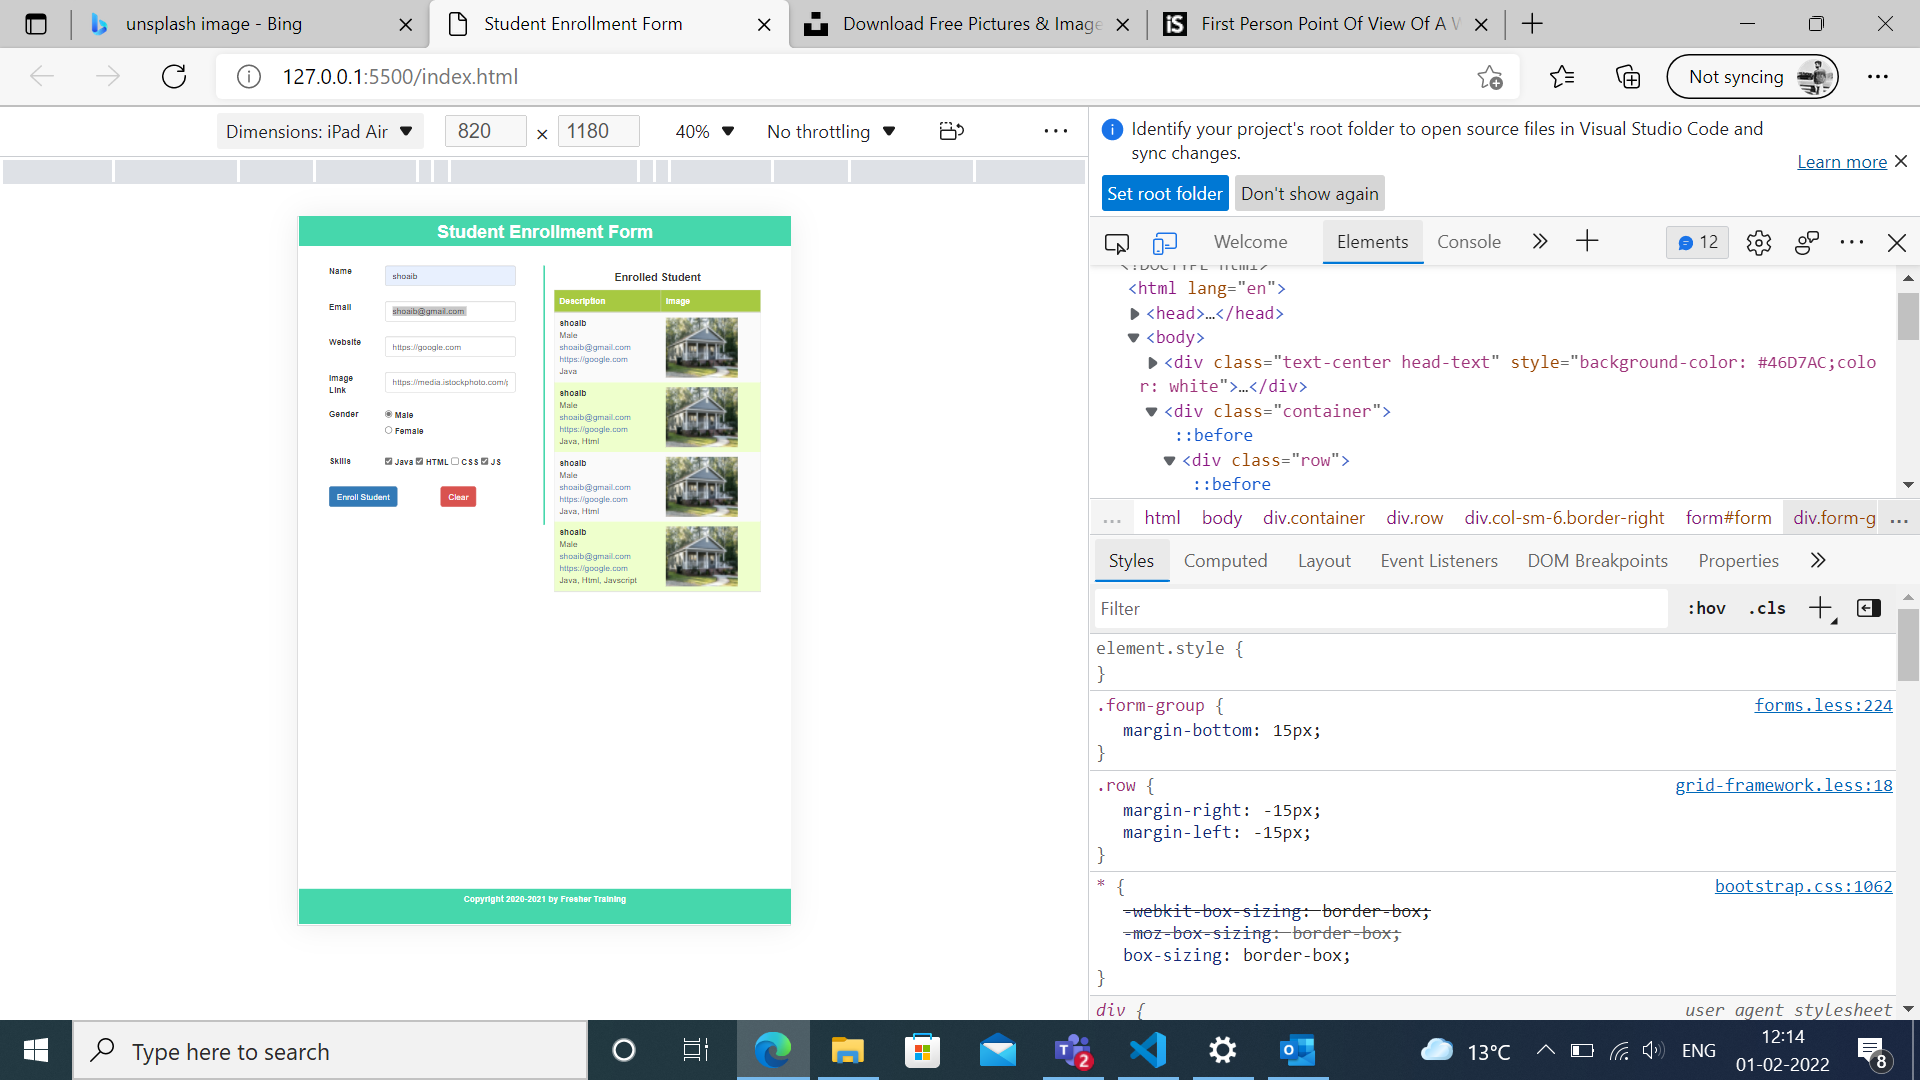 unsplash image - Bing
Student Enrollment Form
Download Free Pictures & Image
First Person Point Of View Of A
127.0.0.1:5500/index.html
Not syncing
Dimensions: iPad Air
820 × 1180
40%
No throttling
Identify your project's root folder to open source files in Visual Studio Code and
sync changes.
Learn more
Set root folder
Don't show again
Welcome
Elements
Console
12
<!DOCTYPE html>
<html lang="en">
<head>…</head>
<body>
<div class="text-center head-text" style="background-color: #46D7AC;colo
r: white">…</div>
<div class="container">
::before
<div class="row">
::before
... html body div.container div.row div.col-sm-6.border-right form#form div.form-g ...
Styles Computed Layout Event Listeners DOM Breakpoints Properties
Filter
:hov .cls
element.style {
}
.form-group {
forms.less:224
margin-bottom: 15px;
}
.row {
grid-framework.less:18
margin-right: -15px;
margin-left: -15px;
}
* {
bootstrap.css:1062
-webkit-box-sizing: border-box;
-moz-box-sizing: border-box;
box-sizing: border-box;
}
div {
user agent stylesheet
Student Enrollment Form
Name
shoaib
Email
shoaib@gmail.com
Website
https://google.com
Image
Link
https://media.istockphoto.com/p
Gender
Male
Female
Skills
Java HTML CSS JS
Enroll Student
Clear
Enrolled Student
Description
Image
shoaib
Male
shoaib@gmail.com
https://google.com
Java
shoaib
Male
shoaib@gmail.com
https://google.com
Java, Html
shoaib
Male
shoaib@gmail.com
https://google.com
Java, Html
shoaib
Male
shoaib@gmail.com
https://google.com
Java, Html, Javscript
Copyright 2020-2021 by Fresher Training
Type here to search
2
13°C
ENG
12:14
01-02-2022
8